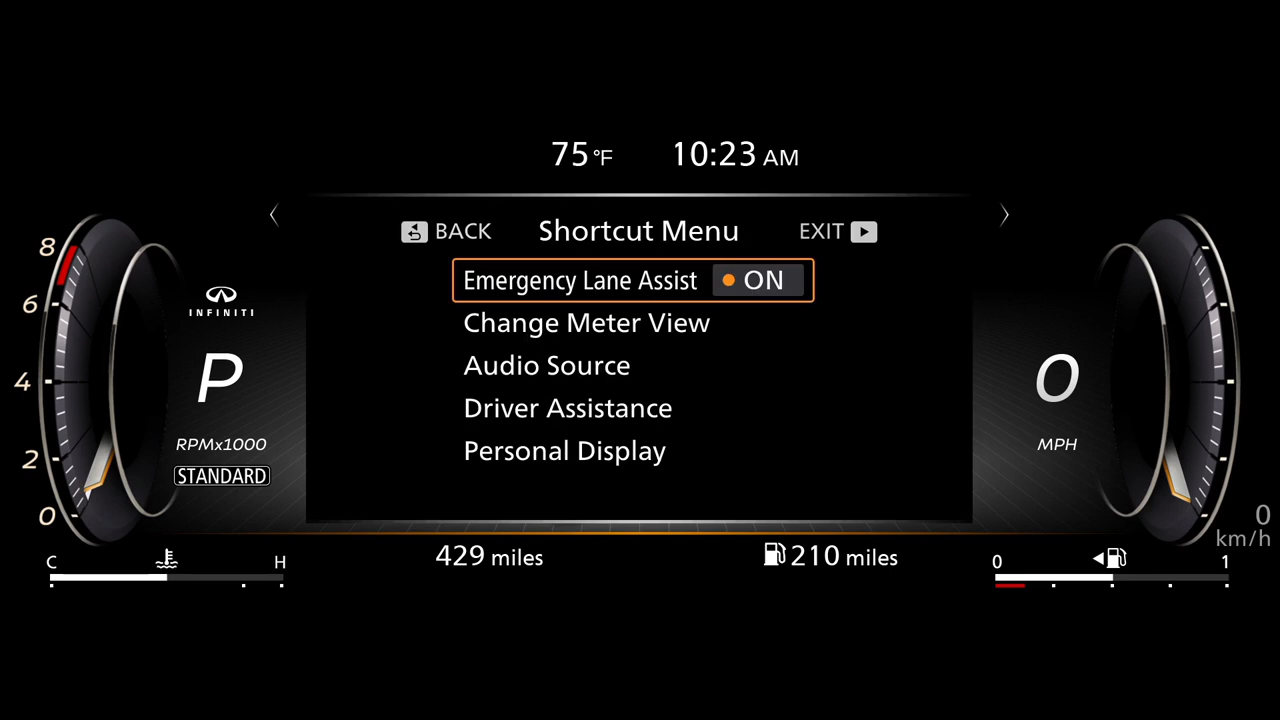 75 °F 10:23 AM
BACK Shortcut Menu EXIT
Emergency Lane Assist ON
Change Meter View
Audio Source
Driver Assistance
Personal Display
8
6
4
2
0
INFINITI
P
RPMx1000
STANDARD
0
MPH
0
km/h
C H
429 miles
210 miles
0 1